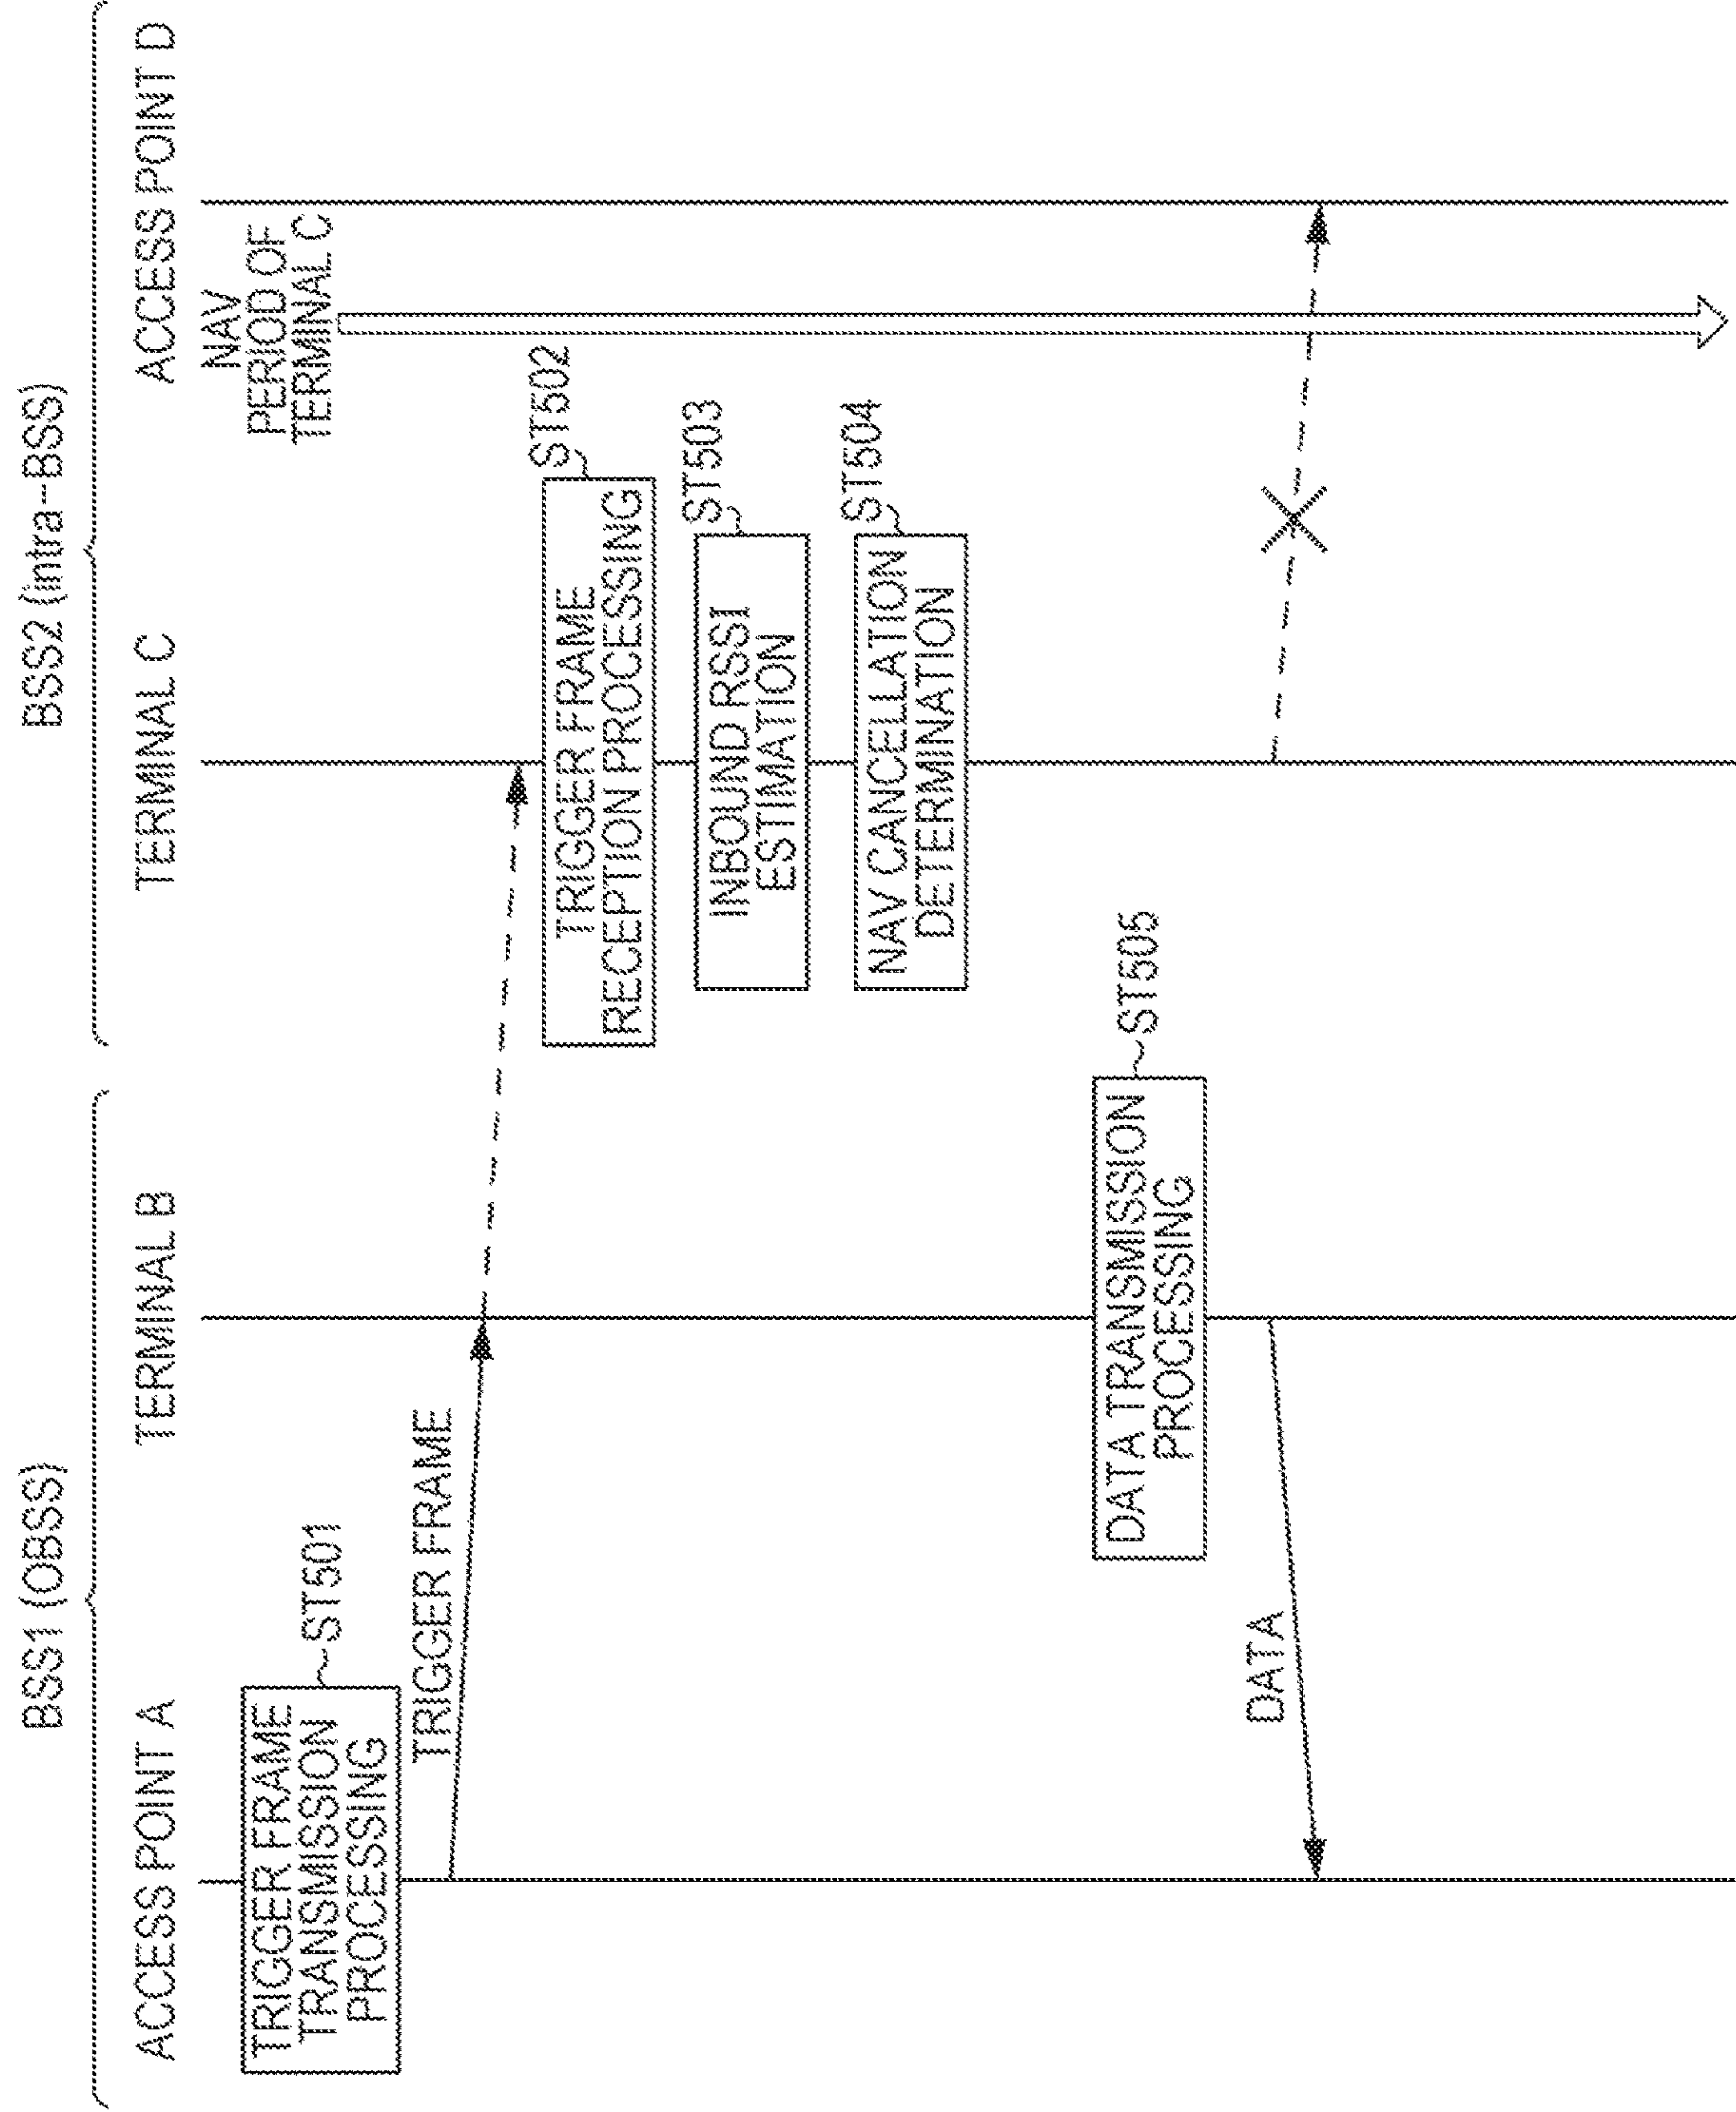 BSS1 (OBSS)
BSS2 (intra-BSS)
ACCESS POINT A
TERMINAL B
TERMINAL C
ACCESS POINT D
NAV
PERIOD OF
TERMINAL C
TRIGGER FRAME
TRANSMISSION
PROCESSING
ST501
TRIGGER FRAME
ST502
TRIGGER FRAME
RECEPTION PROCESSING
ST503
INBOUND RSSI
ESTIMATION
ST504
NAV CANCELLATION
DETERMINATION
DATA TRANSMISSION
PROCESSING
ST505
DATA